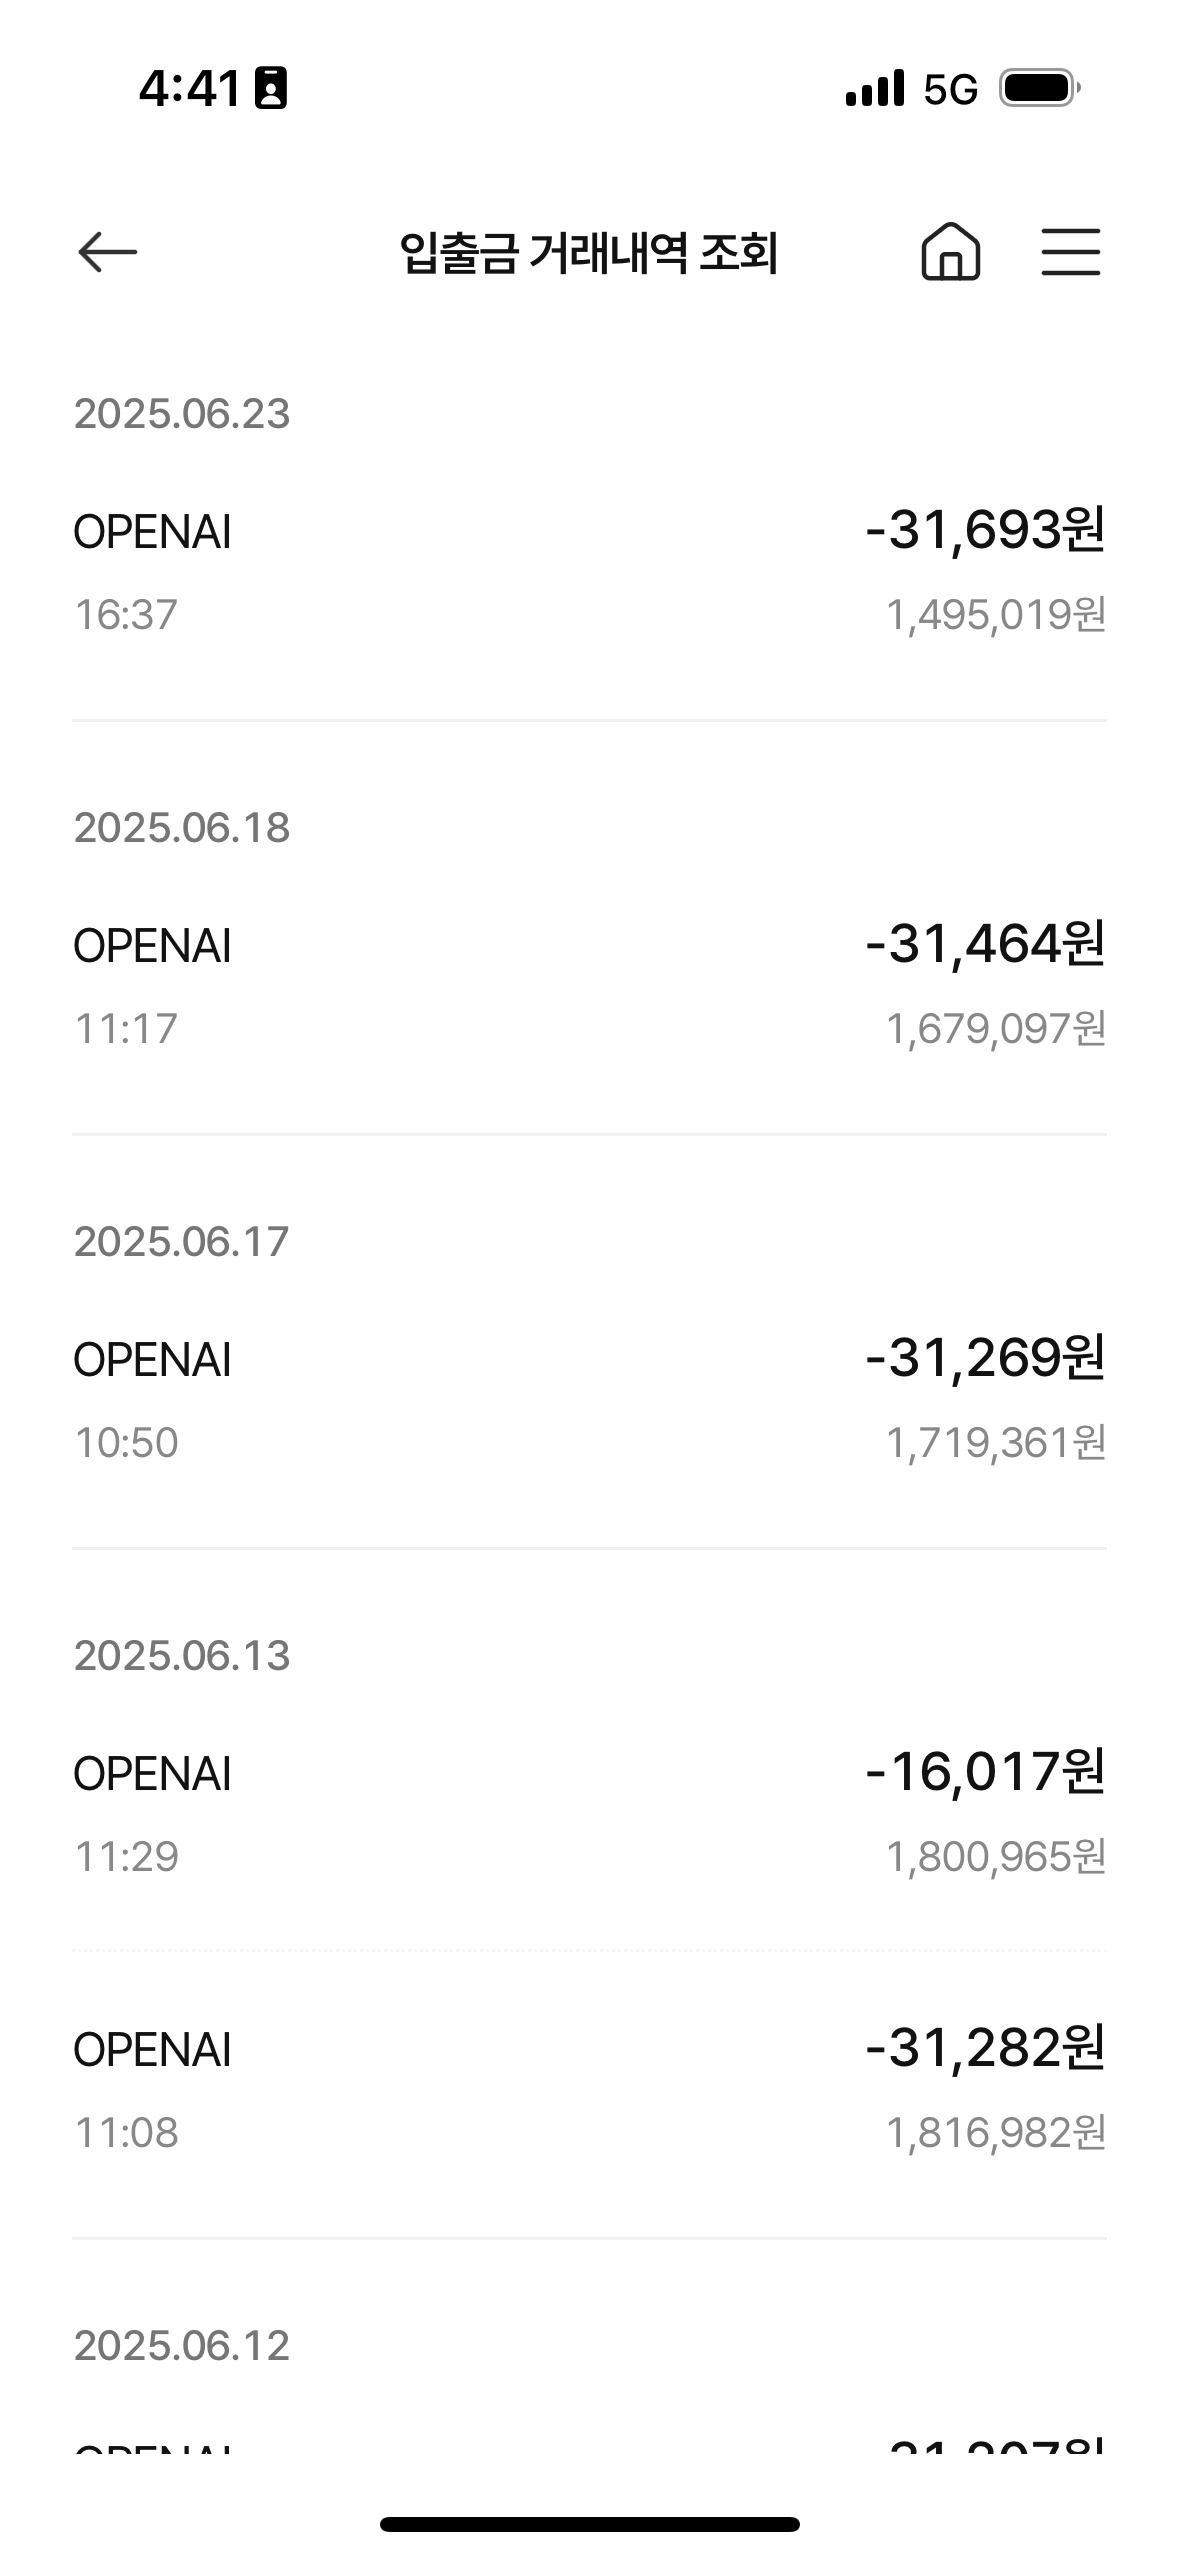 4:41
5G
입출금 거래내역 조회
2025.06.23
OPENAI -31,693원
16:37 1,495,019원
2025.06.18
OPENAI -31,464원
11:17 1,679,097원
2025.06.17
OPENAI -31,269원
10:50 1,719,361원
2025.06.13
OPENAI -16,017원
11:29 1,800,965원
OPENAI -31,282원
11:08 1,816,982원
2025.06.12
OPENAI